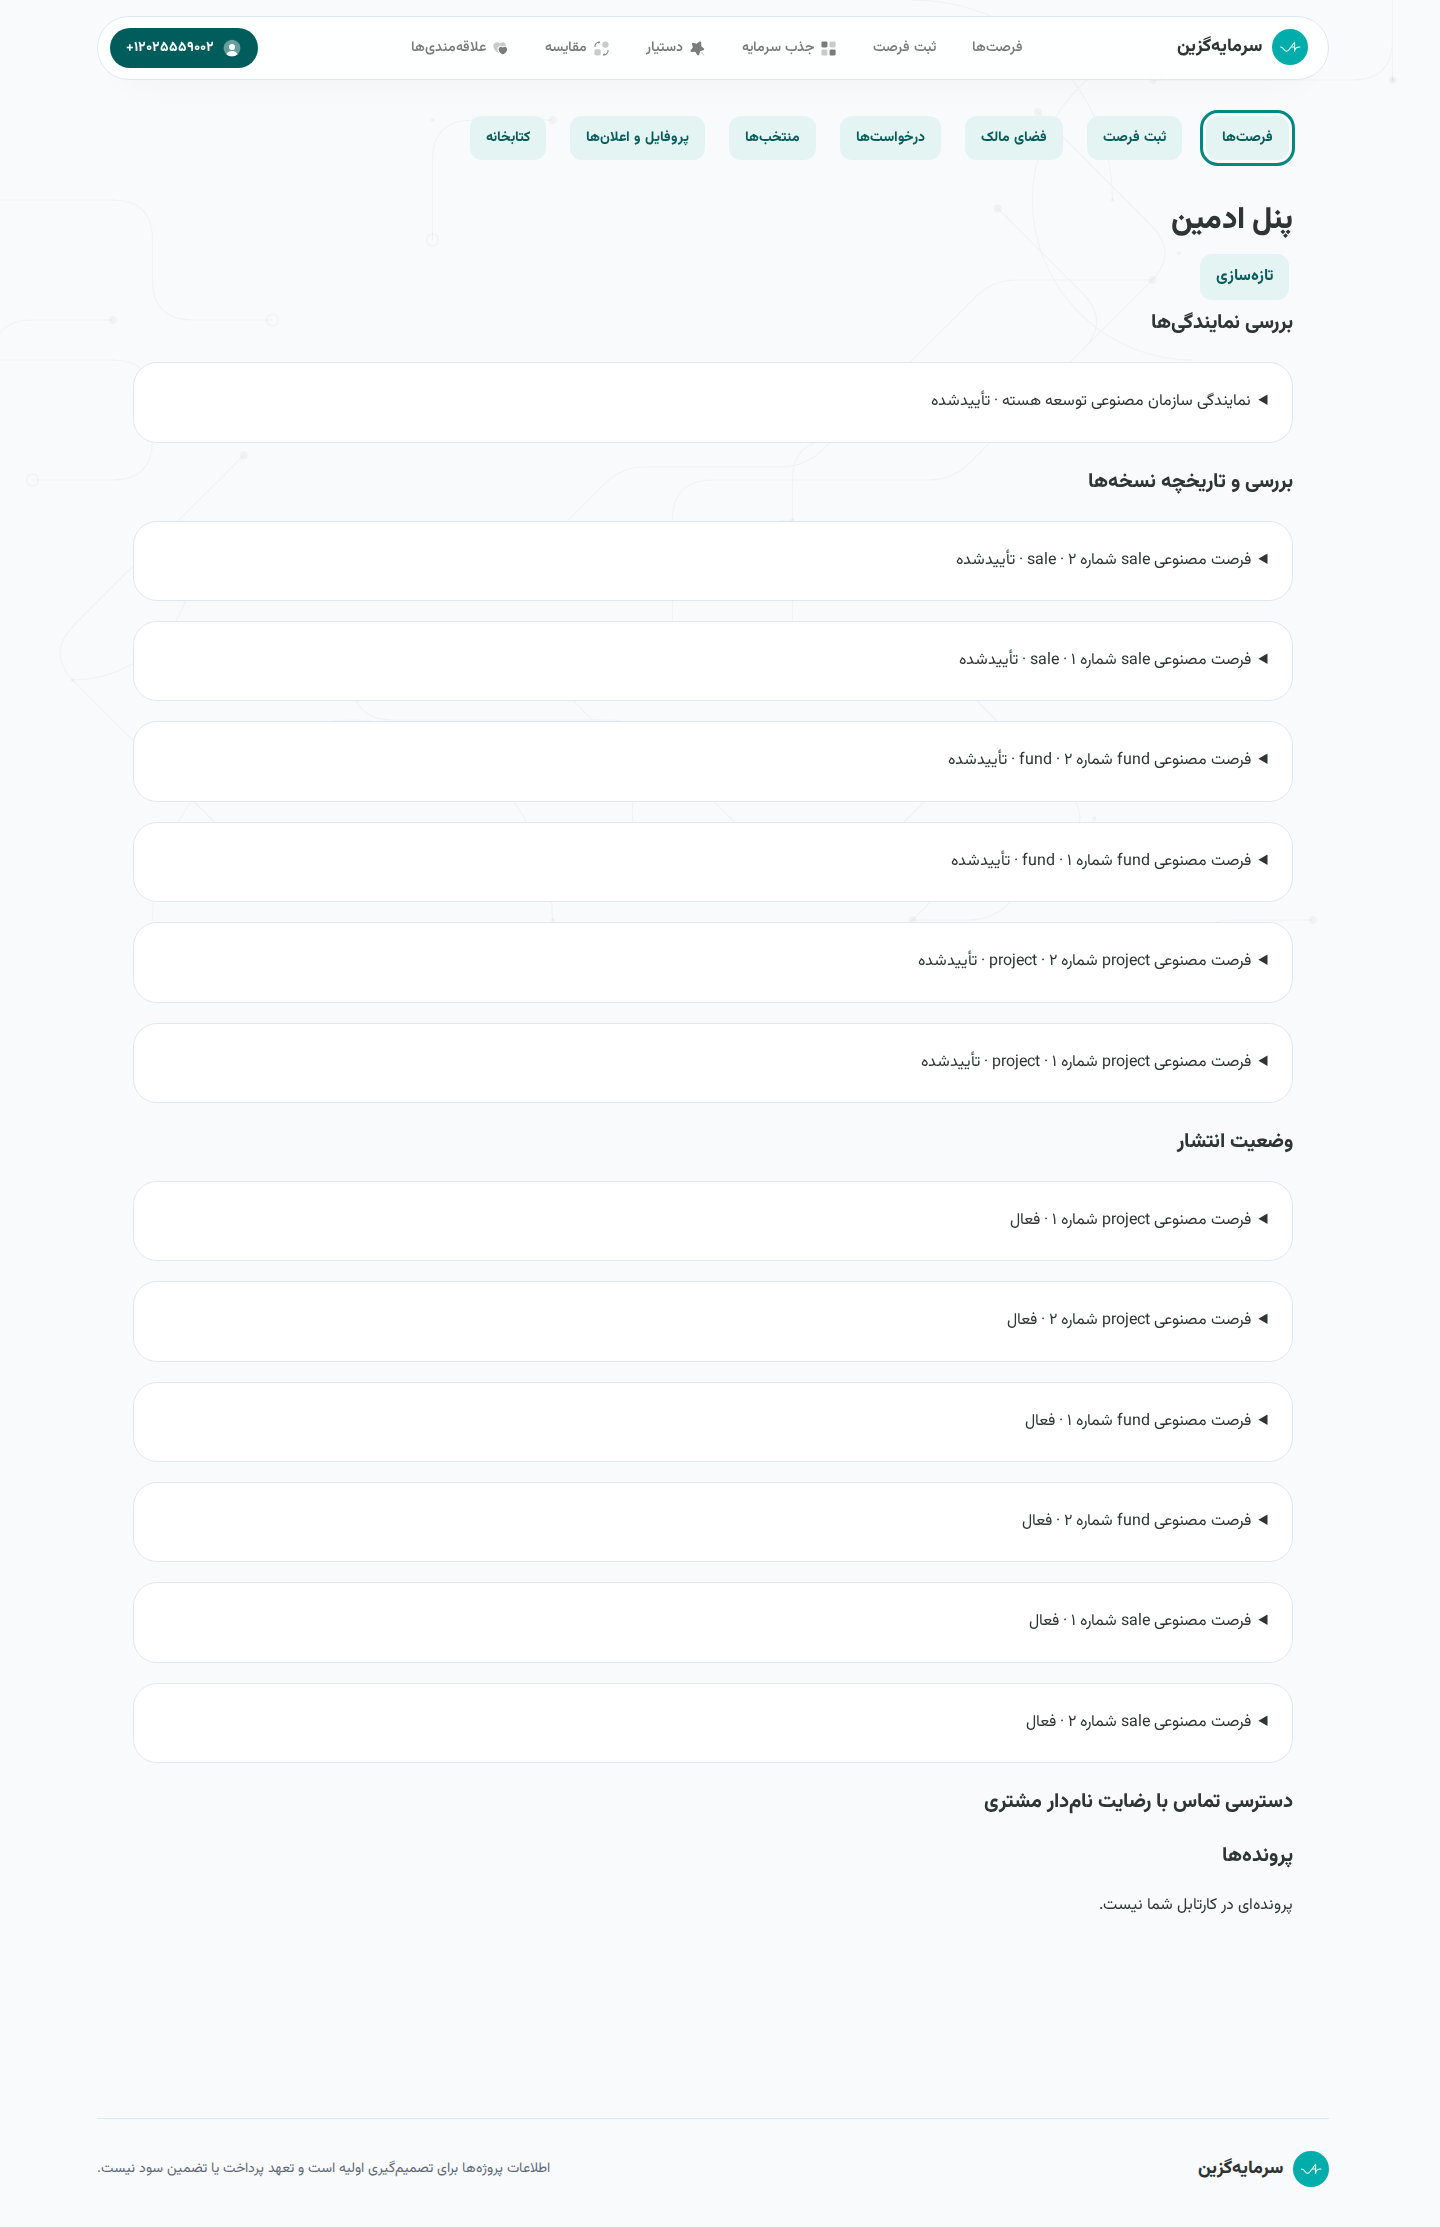 سرمایه‌گزین
فرصت‌ها
ثبت فرصت
جذب سرمایه
دستیار
مقایسه
علاقه‌مندی‌ها
+۱۲۰۲۵۵۵۹۰۰۲
فرصت‌ها
ثبت فرصت
فضای مالک
درخواست‌ها
منتخب‌ها
پروفایل و اعلان‌ها
کتابخانه
پنل ادمین
تازه‌سازی
بررسی نمایندگی‌ها
نمایندگی سازمان مصنوعی توسعه هسته · تأییدشده
بررسی و تاریخچه نسخه‌ها
فرصت مصنوعی sale شماره ۲ · sale · تأییدشده
فرصت مصنوعی sale شماره ۱ · sale · تأییدشده
فرصت مصنوعی fund شماره ۲ · fund · تأییدشده
فرصت مصنوعی fund شماره ۱ · fund · تأییدشده
فرصت مصنوعی project شماره ۲ · project · تأییدشده
فرصت مصنوعی project شماره ۱ · project · تأییدشده
وضعیت انتشار
فرصت مصنوعی project شماره ۱ · فعال
فرصت مصنوعی project شماره ۲ · فعال
فرصت مصنوعی fund شماره ۱ · فعال
فرصت مصنوعی fund شماره ۲ · فعال
فرصت مصنوعی sale شماره ۱ · فعال
فرصت مصنوعی sale شماره ۲ · فعال
دسترسی تماس با رضایت نام‌دار مشتری
پرونده‌ها
پرونده‌ای در کارتابل شما نیست.
سرمایه‌گزین
اطلاعات پروژه‌ها برای تصمیم‌گیری اولیه است و تعهد پرداخت یا تضمین سود نیست.